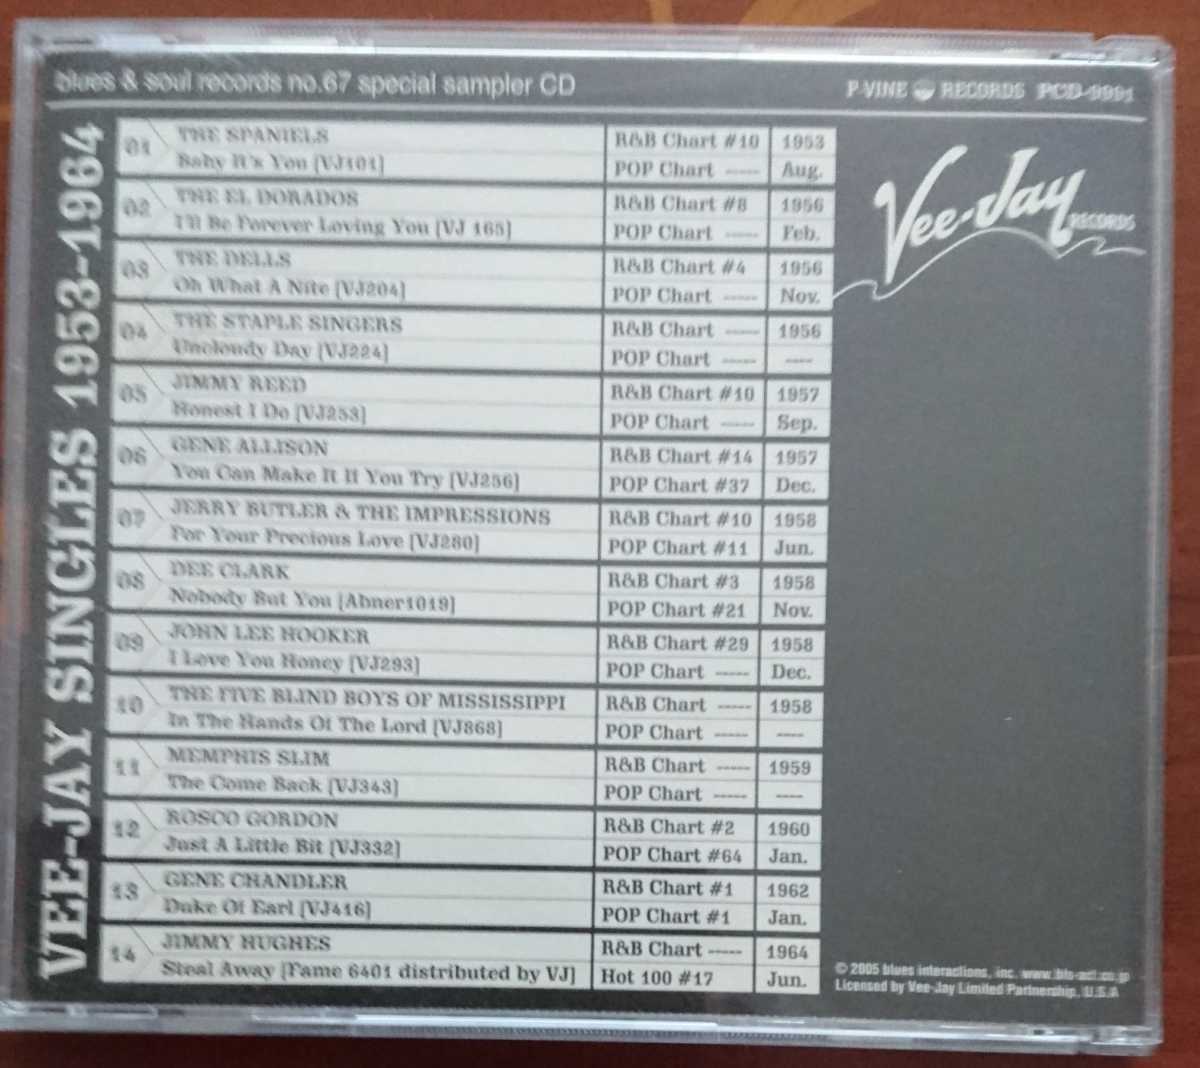 blues & soul records no.67 special sampler CD
P-VINE RECORDS PCD-9991
VEE-JAY SINGLES 1953-1964
Vee-Jay RECORDS
01 THE SPANIELS R&B Chart #10 1953
Baby It's You [VJ101] POP Chart ----- Aug.
02 THE EL DORADOS R&B Chart #8 1956
I'll Be Forever Loving You [VJ 165] POP Chart ----- Feb.
03 THE DELLS R&B Chart #4 1956
Oh What A Nite [VJ204] POP Chart ----- Nov.
04 THE STAPLE SINGERS R&B Chart ----- 1956
Uncloudy Day [VJ224] POP Chart ----- ----
05 JIMMY REED R&B Chart #10 1957
Honest I Do [VJ253] POP Chart ----- Sep.
06 GENE ALLISON R&B Chart #14 1957
You Can Make It If You Try [VJ256] POP Chart #37 Dec.
07 JERRY BUTLER & THE IMPRESSIONS R&B Chart #10 1958
For Your Precious Love [VJ280] POP Chart #11 Jun.
08 DEE CLARK R&B Chart #3 1958
Nobody But You [Abner1019] POP Chart #21 Nov.
09 JOHN LEE HOOKER R&B Chart #29 1958
I Love You Honey [VJ293] POP Chart ----- Dec.
10 THE FIVE BLIND BOYS OF MISSISSIPPI R&B Chart ----- 1958
In The Hands Of The Lord [VJ868] POP Chart ----- ----
11 MEMPHIS SLIM R&B Chart ----- 1959
The Come Back [VJ343] POP Chart ----- ----
12 ROSCO GORDON R&B Chart #2 1960
Just A Little Bit [VJ332] POP Chart #64 Jan.
13 GENE CHANDLER R&B Chart #1 1962
Duke Of Earl [VJ416] POP Chart #1 Jan.
14 JIMMY HUGHES R&B Chart ----- 1964
Steal Away [Fame 6401 distributed by VJ] Hot 100 #17 Jun.
© 2005 blues interactions, inc. www.bls-act.co.jp
Licensed by Vee-Jay Limited Partnership, U.S.A